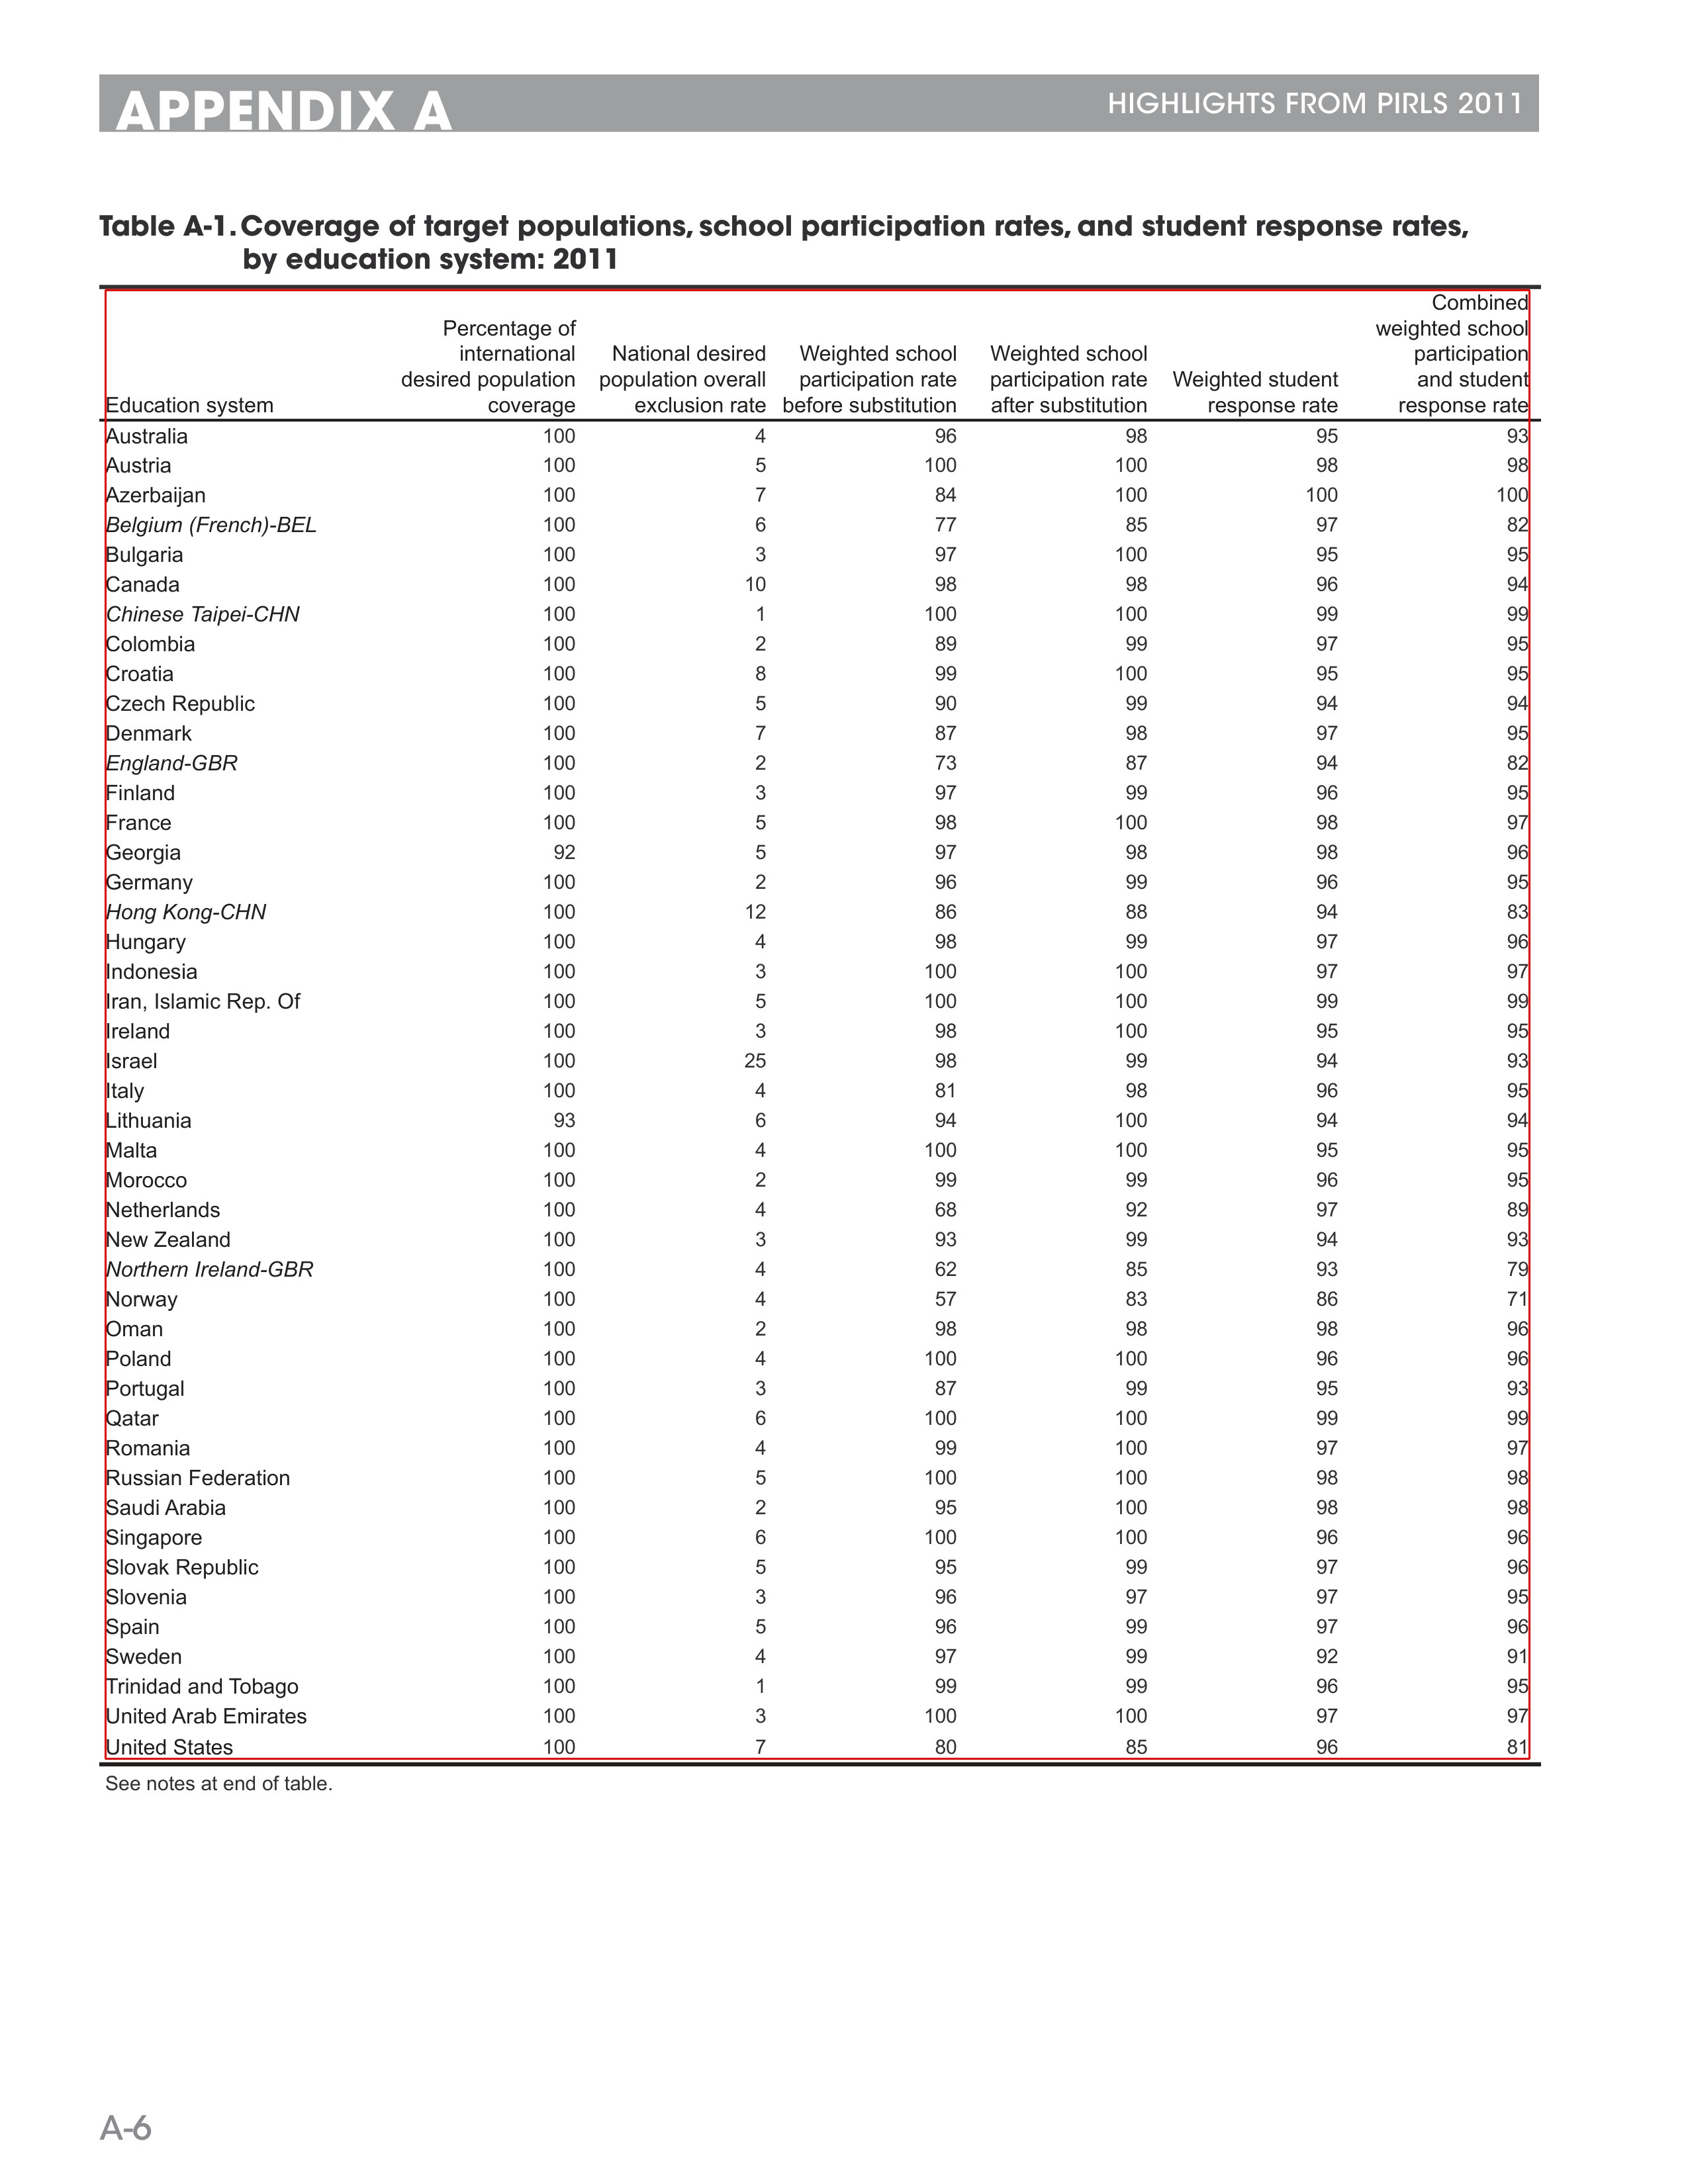 APPENDIX A
HIGHLIGHTS FROM PIRLS 2011
Table A-1. Coverage of target populations, school participation rates, and student response rates,
by education system: 2011
Education system Percentage of international desired population coverage National desired population overall exclusion rate Weighted school participation rate before substitution Weighted school participation rate after substitution Weighted student response rate Combined weighted school participation and student response rate
Australia 100 4 96 98 95 93
Austria 100 5 100 100 98 98
Azerbaijan 100 7 84 100 100 100
Belgium (French)-BEL 100 6 77 85 97 82
Bulgaria 100 3 97 100 95 95
Canada 100 10 98 98 96 94
Chinese Taipei-CHN 100 1 100 100 99 99
Colombia 100 2 89 99 97 95
Croatia 100 8 99 100 95 95
Czech Republic 100 5 90 99 94 94
Denmark 100 7 87 98 97 95
England-GBR 100 2 73 87 94 82
Finland 100 3 97 99 96 95
France 100 5 98 100 98 97
Georgia 92 5 97 98 98 96
Germany 100 2 96 99 96 95
Hong Kong-CHN 100 12 86 88 94 83
Hungary 100 4 98 99 97 96
Indonesia 100 3 100 100 97 97
Iran, Islamic Rep. Of 100 5 100 100 99 99
Ireland 100 3 98 100 95 95
Israel 100 25 98 99 94 93
Italy 100 4 81 98 96 95
Lithuania 93 6 94 100 94 94
Malta 100 4 100 100 95 95
Morocco 100 2 99 99 96 95
Netherlands 100 4 68 92 97 89
New Zealand 100 3 93 99 94 93
Northern Ireland-GBR 100 4 62 85 93 79
Norway 100 4 57 83 86 71
Oman 100 2 98 98 98 96
Poland 100 4 100 100 96 96
Portugal 100 3 87 99 95 93
Qatar 100 6 100 100 99 99
Romania 100 4 99 100 97 97
Russian Federation 100 5 100 100 98 98
Saudi Arabia 100 2 95 100 98 98
Singapore 100 6 100 100 96 96
Slovak Republic 100 5 95 99 97 96
Slovenia 100 3 96 97 97 95
Spain 100 5 96 99 97 96
Sweden 100 4 97 99 92 91
Trinidad and Tobago 100 1 99 99 96 95
United Arab Emirates 100 3 100 100 97 97
United States 100 7 80 85 96 81
See notes at end of table.
A-6